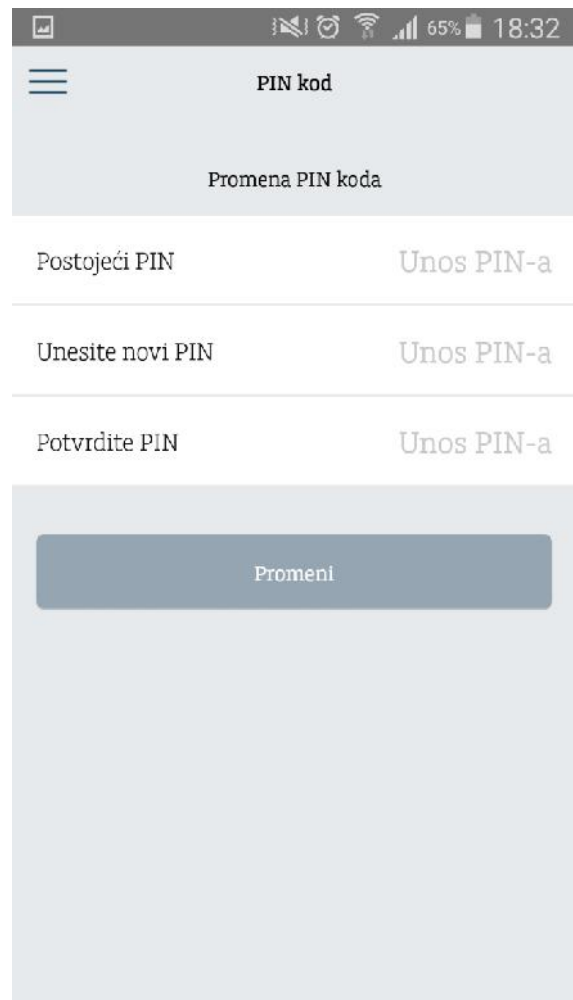 65% 18:32
PIN kod
Promena PIN koda
Postojeći PIN Unos PIN-a
Unesite novi PIN Unos PIN-a
Potvrdite PIN Unos PIN-a
Promeni